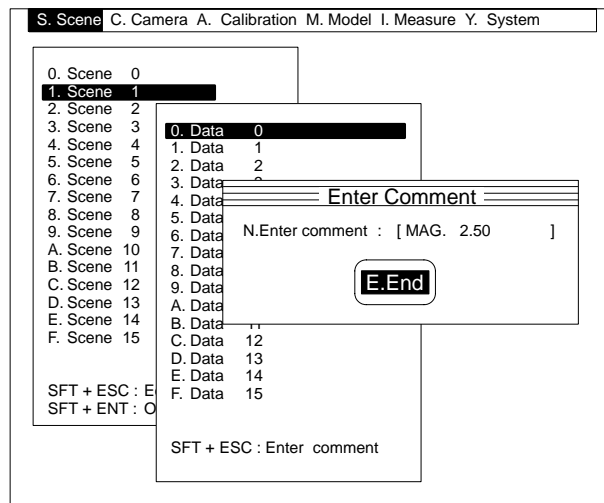 S. Scene C. Camera A. Calibration M. Model I. Measure Y. System
0. Scene 0
1. Scene 1
2. Scene 2
3. Scene 3
4. Scene 4
5. Scene 5
6. Scene 6
7. Scene 7
8. Scene 8
9. Scene 9
A. Scene 10
B. Scene 11
C. Scene 12
D. Scene 13
E. Scene 14
F. Scene 15
SFT + ESC : E
SFT + ENT : O
0. Data 0
1. Data 1
2. Data 2
3. Data
4. Data
5. Data
6. Data
7. Data
8. Data
9. Data
A. Data
B. Data 11
C. Data 12
D. Data 13
E. Data 14
F. Data 15
SFT + ESC : Enter comment
Enter Comment
N.Enter comment : [ MAG. 2.50 ]
E.End